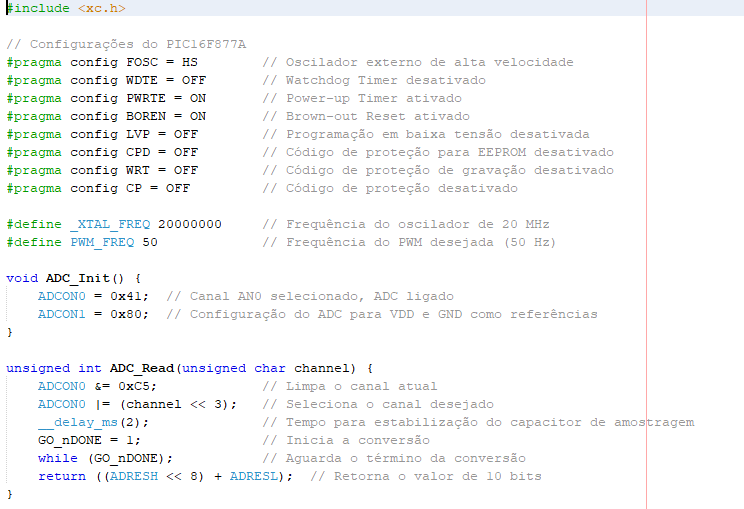 #include <xc.h>
// Configurações do PIC16F877A
#pragma config FOSC = HS        // Oscilador externo de alta velocidade
#pragma config WDTE = OFF       // Watchdog Timer desativado
#pragma config PWRTE = ON       // Power-up Timer ativado
#pragma config BOREN = ON       // Brown-out Reset ativado
#pragma config LVP = OFF        // Programação em baixa tensão desativada
#pragma config CPD = OFF        // Código de proteção para EEPROM desativado
#pragma config WRT = OFF        // Código de proteção de gravação desativado
#pragma config CP = OFF         // Código de proteção desativado
#define _XTAL_FREQ 20000000     // Frequência do oscilador de 20 MHz
#define PWM_FREQ 50             // Frequência do PWM desejada (50 Hz)
void ADC_Init() {
    ADCON0 = 0x41;  // Canal AN0 selecionado, ADC ligado
    ADCON1 = 0x80;  // Configuração do ADC para VDD e GND como referências
}
unsigned int ADC_Read(unsigned char channel) {
    ADCON0 &= 0xC5;             // Limpa o canal atual
    ADCON0 |= (channel << 3);   // Seleciona o canal desejado
    __delay_ms(2);              // Tempo para estabilização do capacitor de amostragem
    GO_nDONE = 1;               // Inicia a conversão
    while (GO_nDONE);           // Aguarda o término da conversão
    return ((ADRESH << 8) + ADRESL);  // Retorna o valor de 10 bits
}